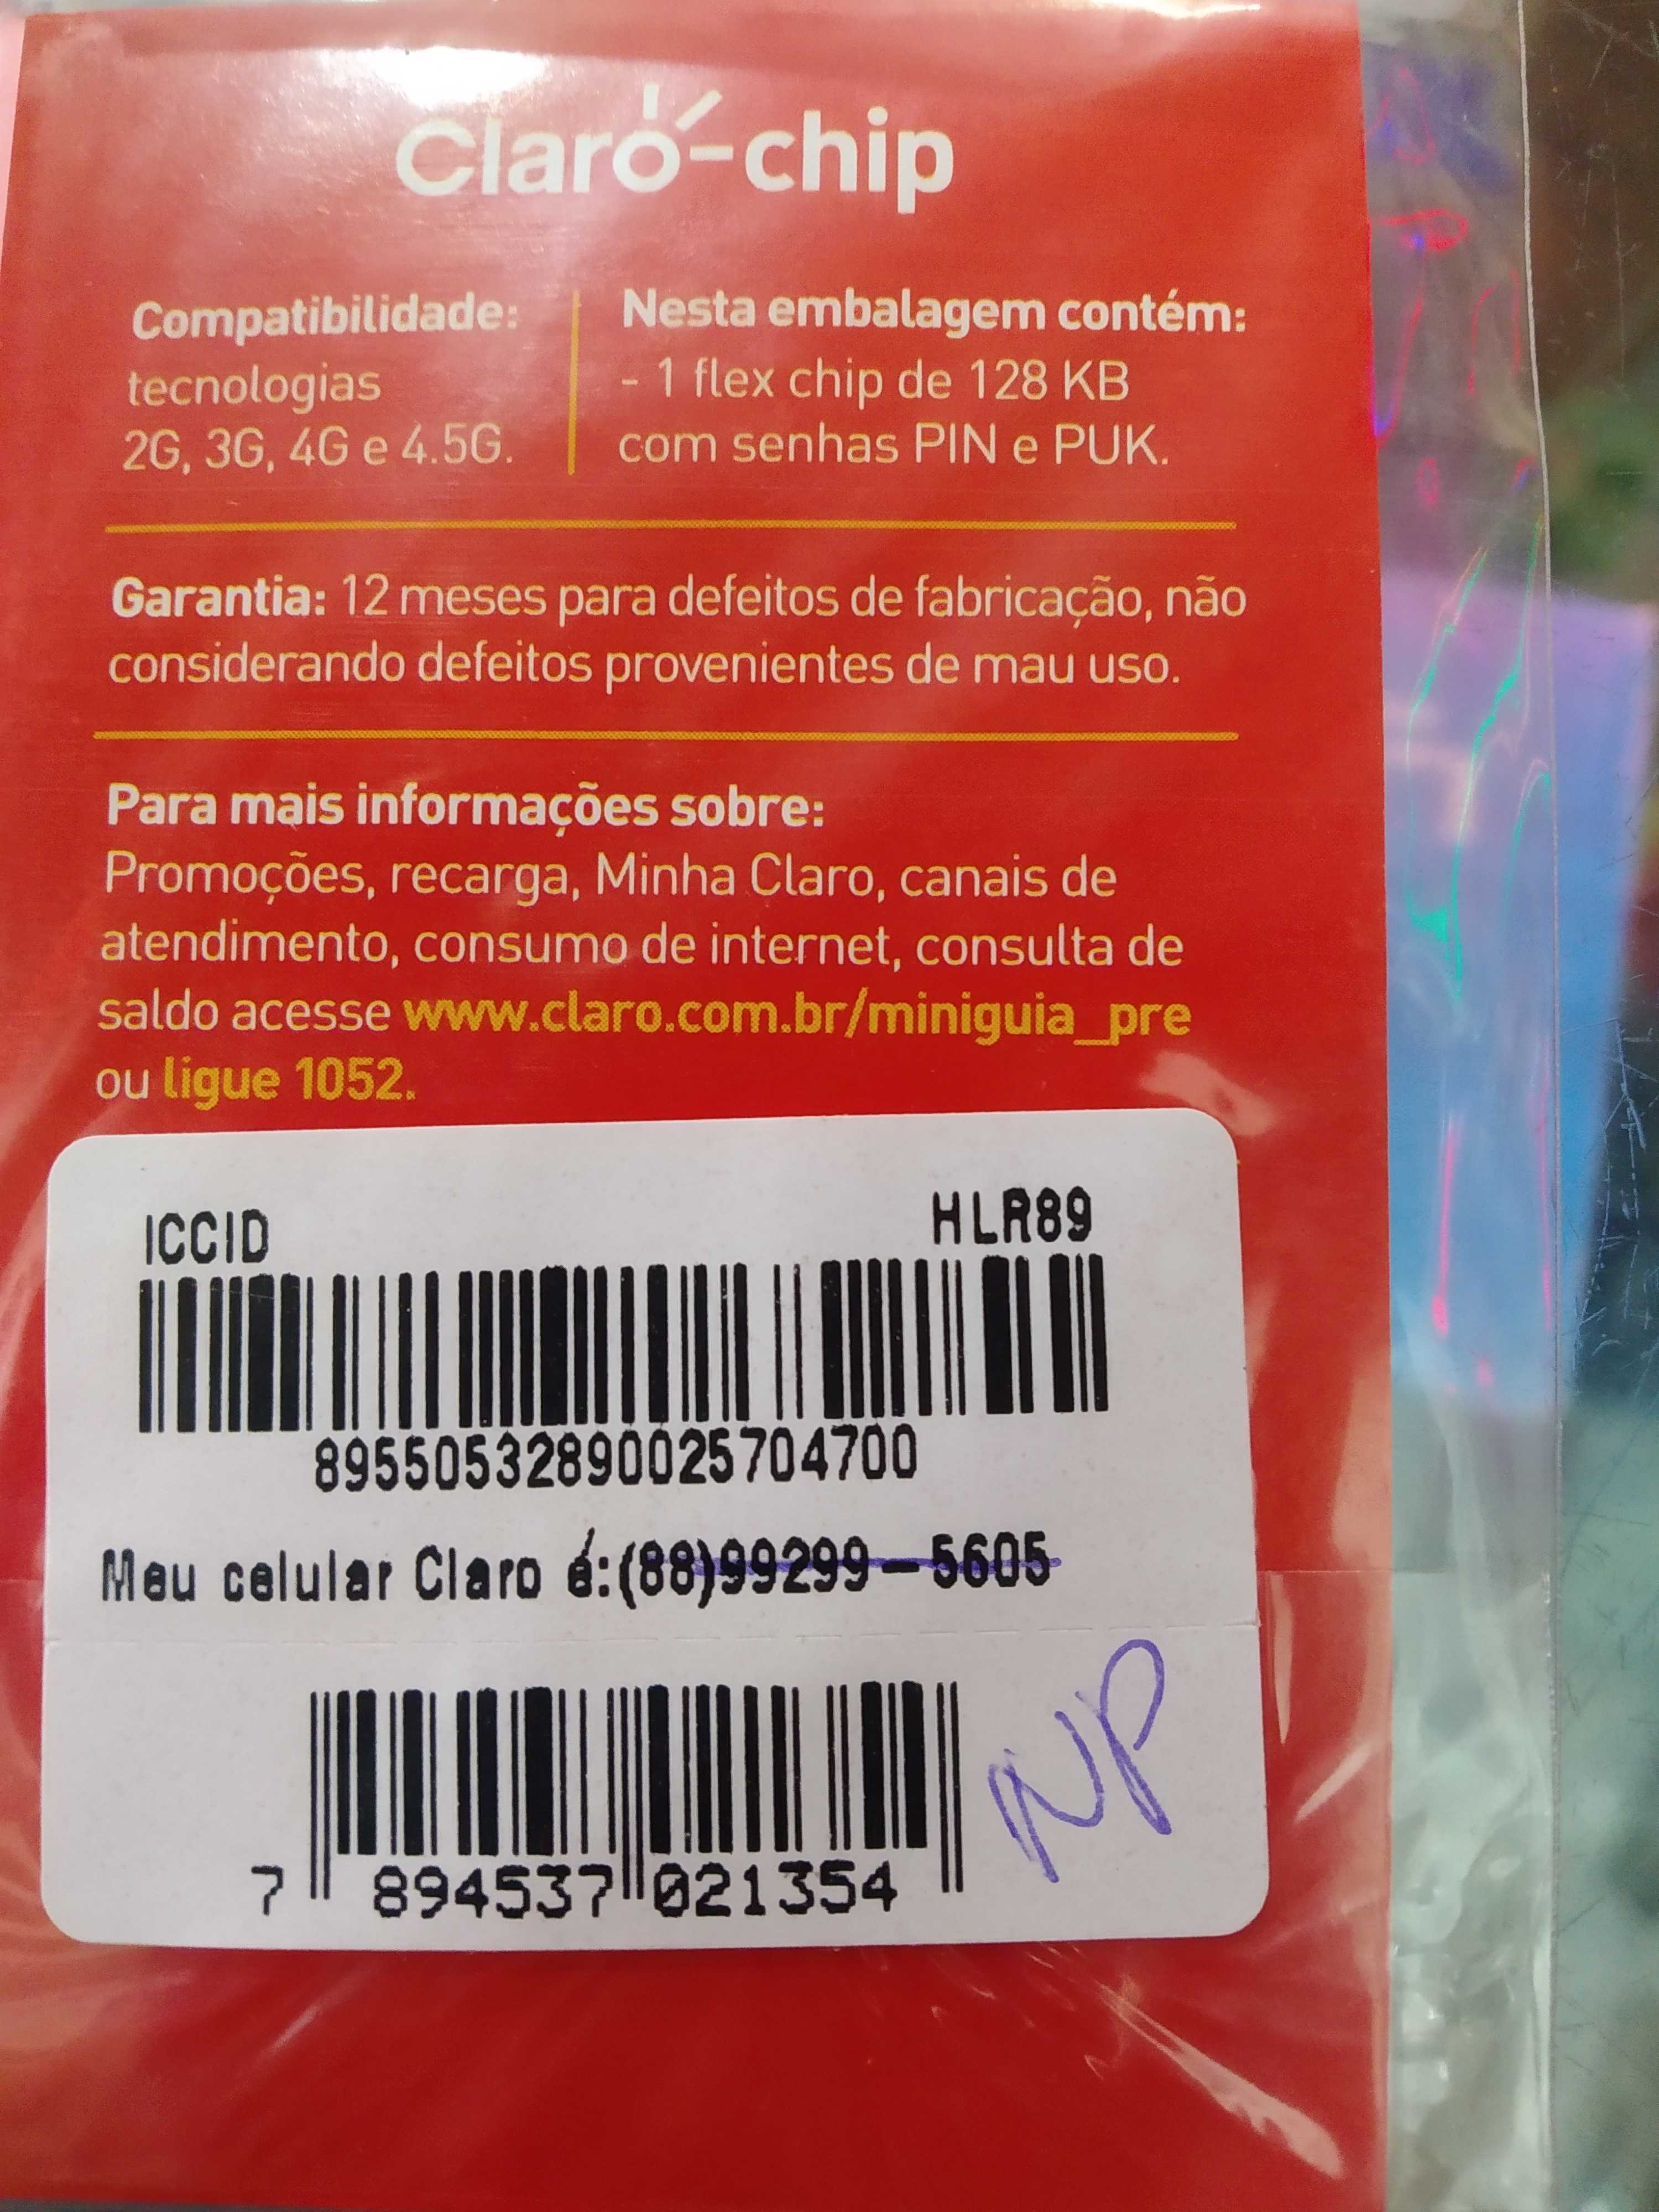 Claro-chip
Compatibilidade:
tecnologias
2G, 3G, 4G e 4.5G.
Nesta embalagem contém:
- 1 flex chip de 128 KB
com senhas PIN e PUK.
Garantia: 12 meses para defeitos de fabricação, não
considerando defeitos provenientes de mau uso.
Para mais informações sobre:
Promoções, recarga, Minha Claro, canais de
atendimento, consumo de internet, consulta de
saldo acesse www.claro.com.br/miniguia_pre
ou ligue 1052.
ICCID HLR89
89550532890025704700
Meu celular Claro é:(88)99299-5605
NP
7 894537 021354